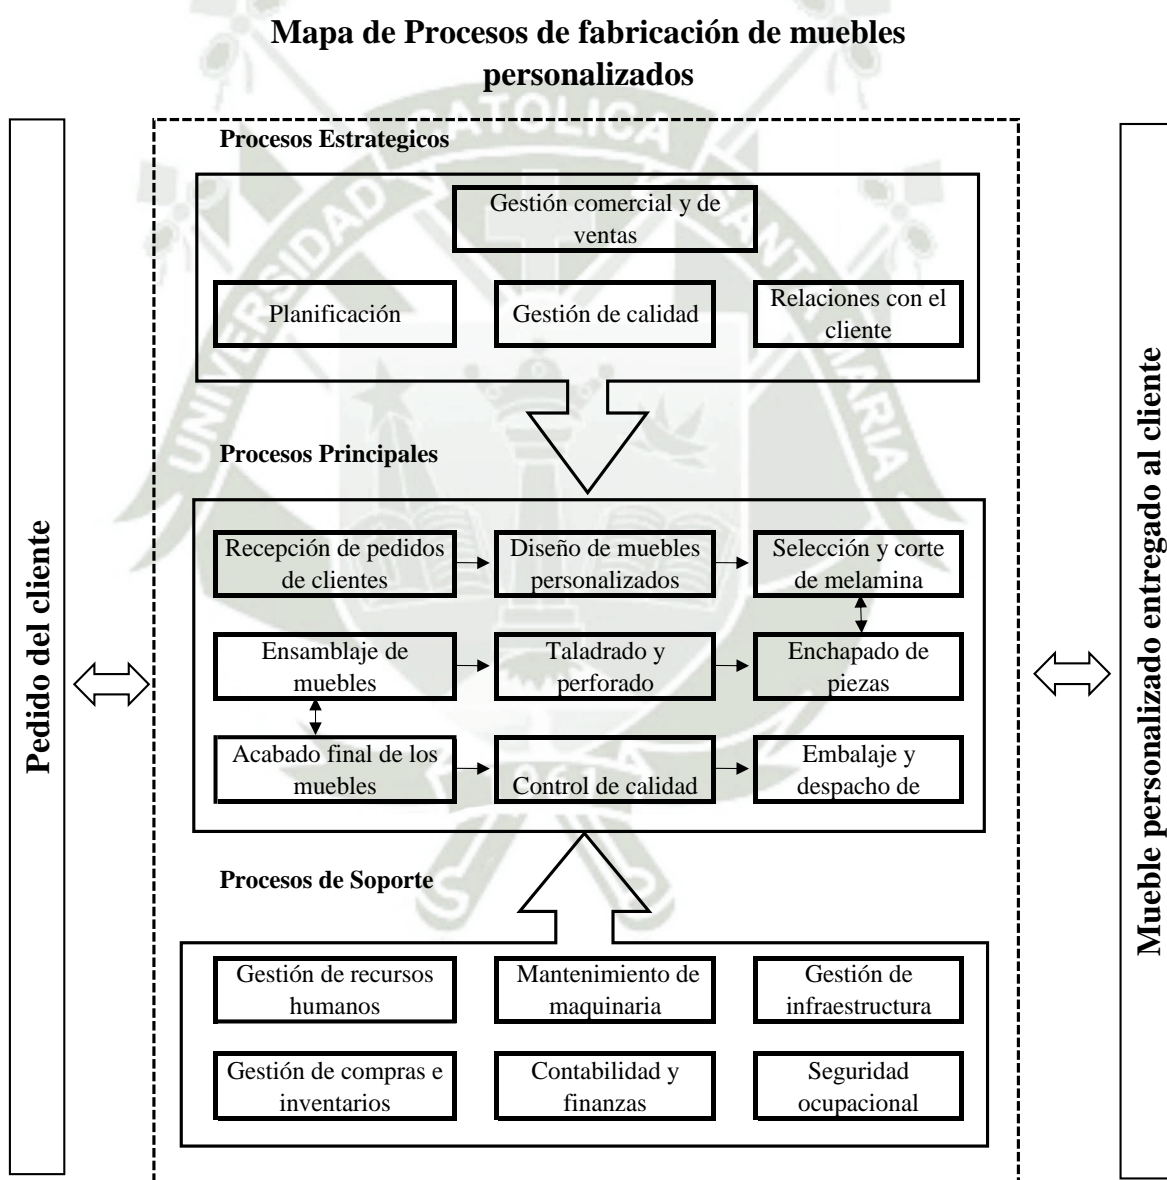 Mapa de Procesos de fabricación de muebles
personalizados
Pedido del cliente
Procesos Estrategicos
Gestión comercial y de
ventas
Planificación
Gestión de calidad
Relaciones con el
cliente
Procesos Principales
Recepción de pedidos
de clientes
Diseño de muebles
personalizados
Selección y corte
de melamina
Ensamblaje de
muebles
Taladrado y
perforado
Enchapado de
piezas
Acabado final de los
muebles
Control de calidad
Embalaje y
despacho de
Procesos de Soporte
Gestión de recursos
humanos
Mantenimiento de
maquinaria
Gestión de
infraestructura
Gestión de compras e
inventarios
Contabilidad y
finanzas
Seguridad
ocupacional
Mueble personalizado entregado al cliente
UNIVERSIDAD CATOLICA
MARIA